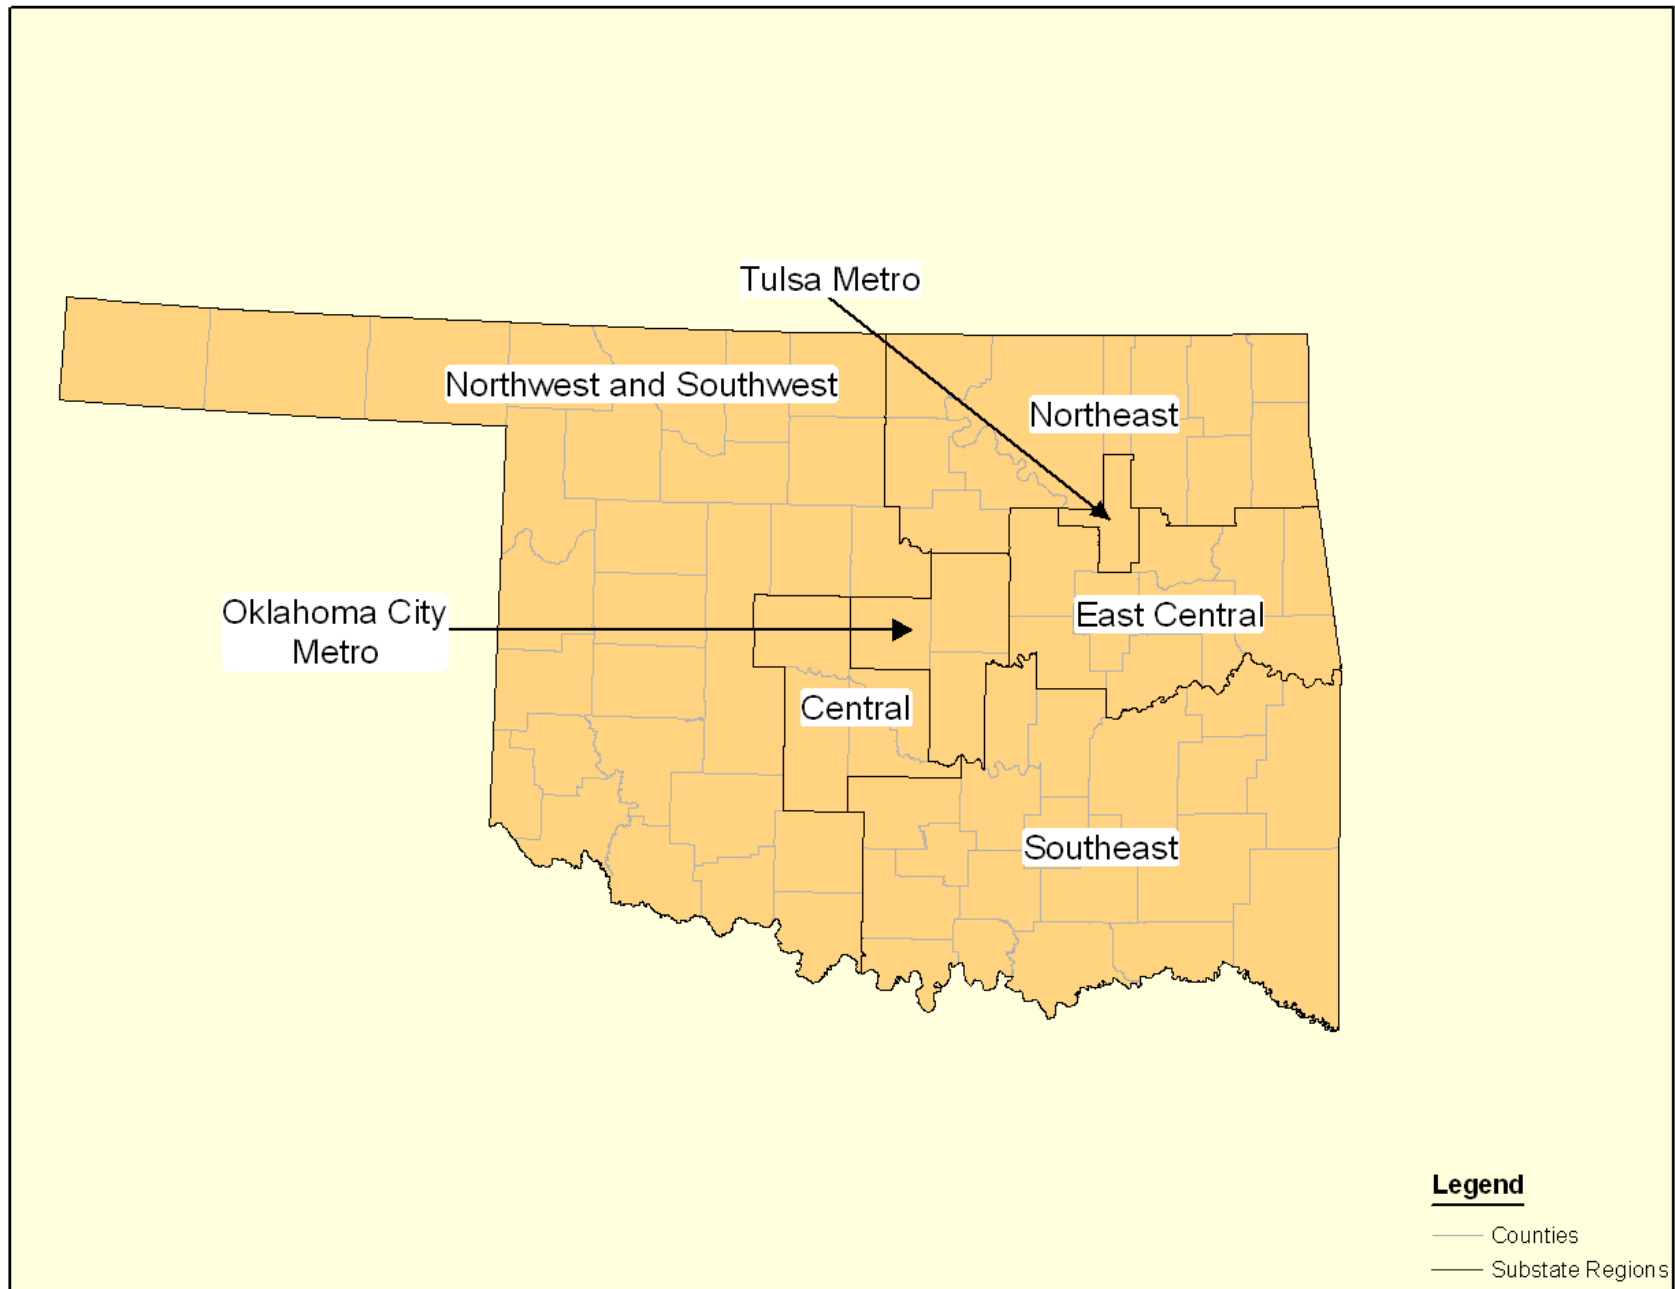 Tulsa Metro
Northwest and Southwest
Northeast
Oklahoma City
Metro
East Central
Central
Southeast
Legend
Counties
Substate Regions